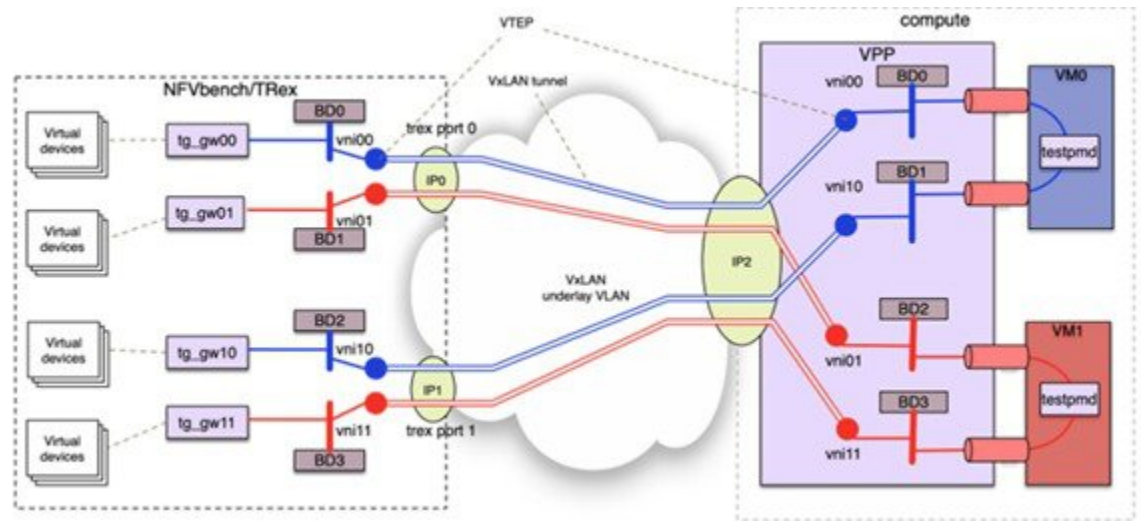 VTEP
compute
VPP
NFVbench/TRex
VxLAN tunnel
vni00
BD0
VM0
BD0
Virtual
devices
tg_gw00
vni00
trex port 0
testpmd
IP0
BD1
vni10
Virtual
devices
tg_gw01
vni01
BD1
IP2
VxLAN
underlay VLAN
BD2
BD2
VM1
Virtual
devices
tg_gw10
vni10
vni01
IP1
BD3
testpmd
Virtual
devices
tg_gw11
vni11
trex port 1
vni11
BD3